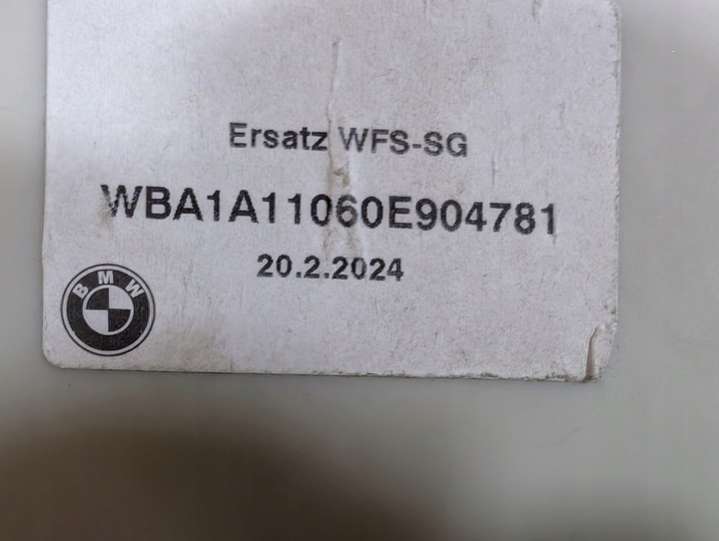 Ersatz WFS-SG
WBA1A11060E904781
20.2.2024
BMW